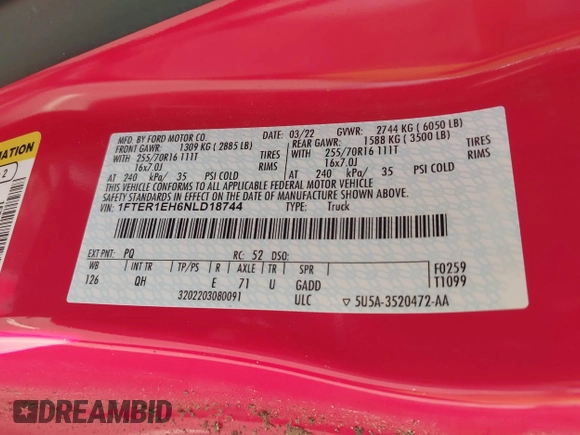 MFD. BY FORD MOTOR CO.
DATE: 03/22 GVWR: 2744 KG ( 6050 LB)
FRONT GAWR: 1309 KG ( 2885 LB) REAR GAWR: 1588 KG ( 3500 LB)
WITH 255/70R16 111T TIRES WITH 255/70R16 111T TIRES
16x7.0J RIMS 16x7.0J RIMS
AT 240 kPa/ 35 PSI COLD AT 240 kPa/ 35 PSI COLD
THIS VEHICLE CONFORMS TO ALL APPLICABLE FEDERAL MOTOR VEHICLE
SAFETY STANDARDS IN EFFECT ON THE DATE OF MANUFACTURE SHOWN ABOVE.
VIN: 1FTER1EH6NLD18744 TYPE: Truck
EXT PNT: PQ RC: 52 DSO:
WB INT TR TP/PS R AXLE TR SPR F0259
126 QH E 71 U GADD T1099
3202203080091 ULC ▽ 5U5A-3520472-AA
MATION
2
DREAMBID